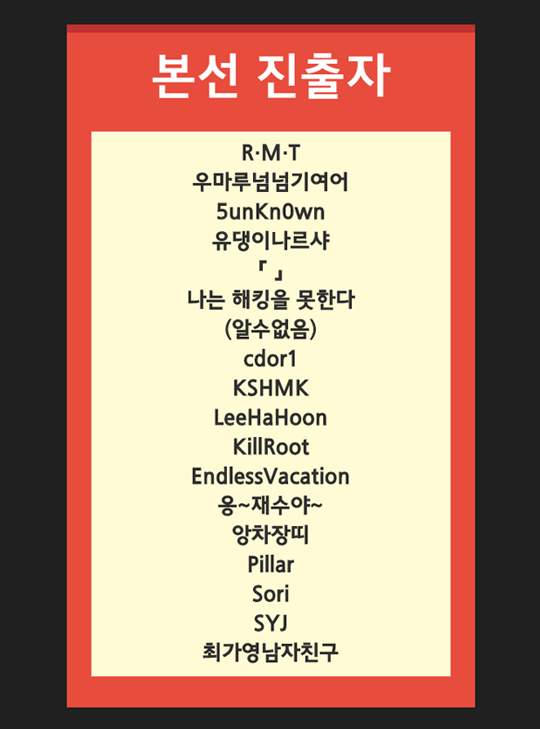 본선 진출자
R·M·T
우마루넘넘기여어
5unKn0wn
유댕이나르샤
『 』
나는 해킹을 못한다
(알수없음)
cdor1
KSHMK
LeeHaHoon
KillRoot
EndlessVacation
응~재수야~
앙차장띠
Pillar
Sori
SYJ
최가영남자친구